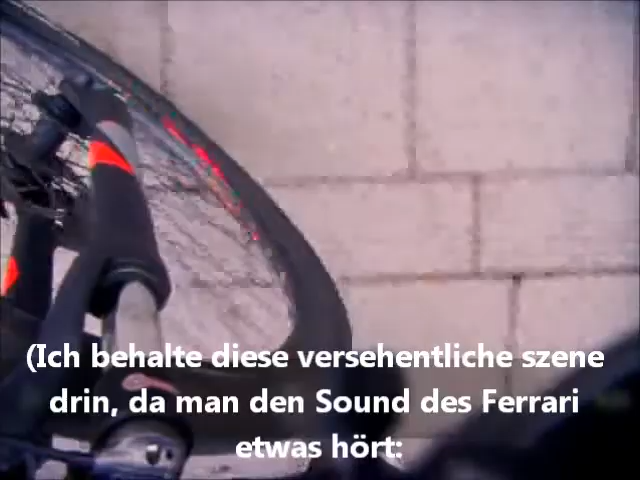 (Ich behalte diese versehentliche szene
drin, da man den Sound des Ferrari
etwas hört: